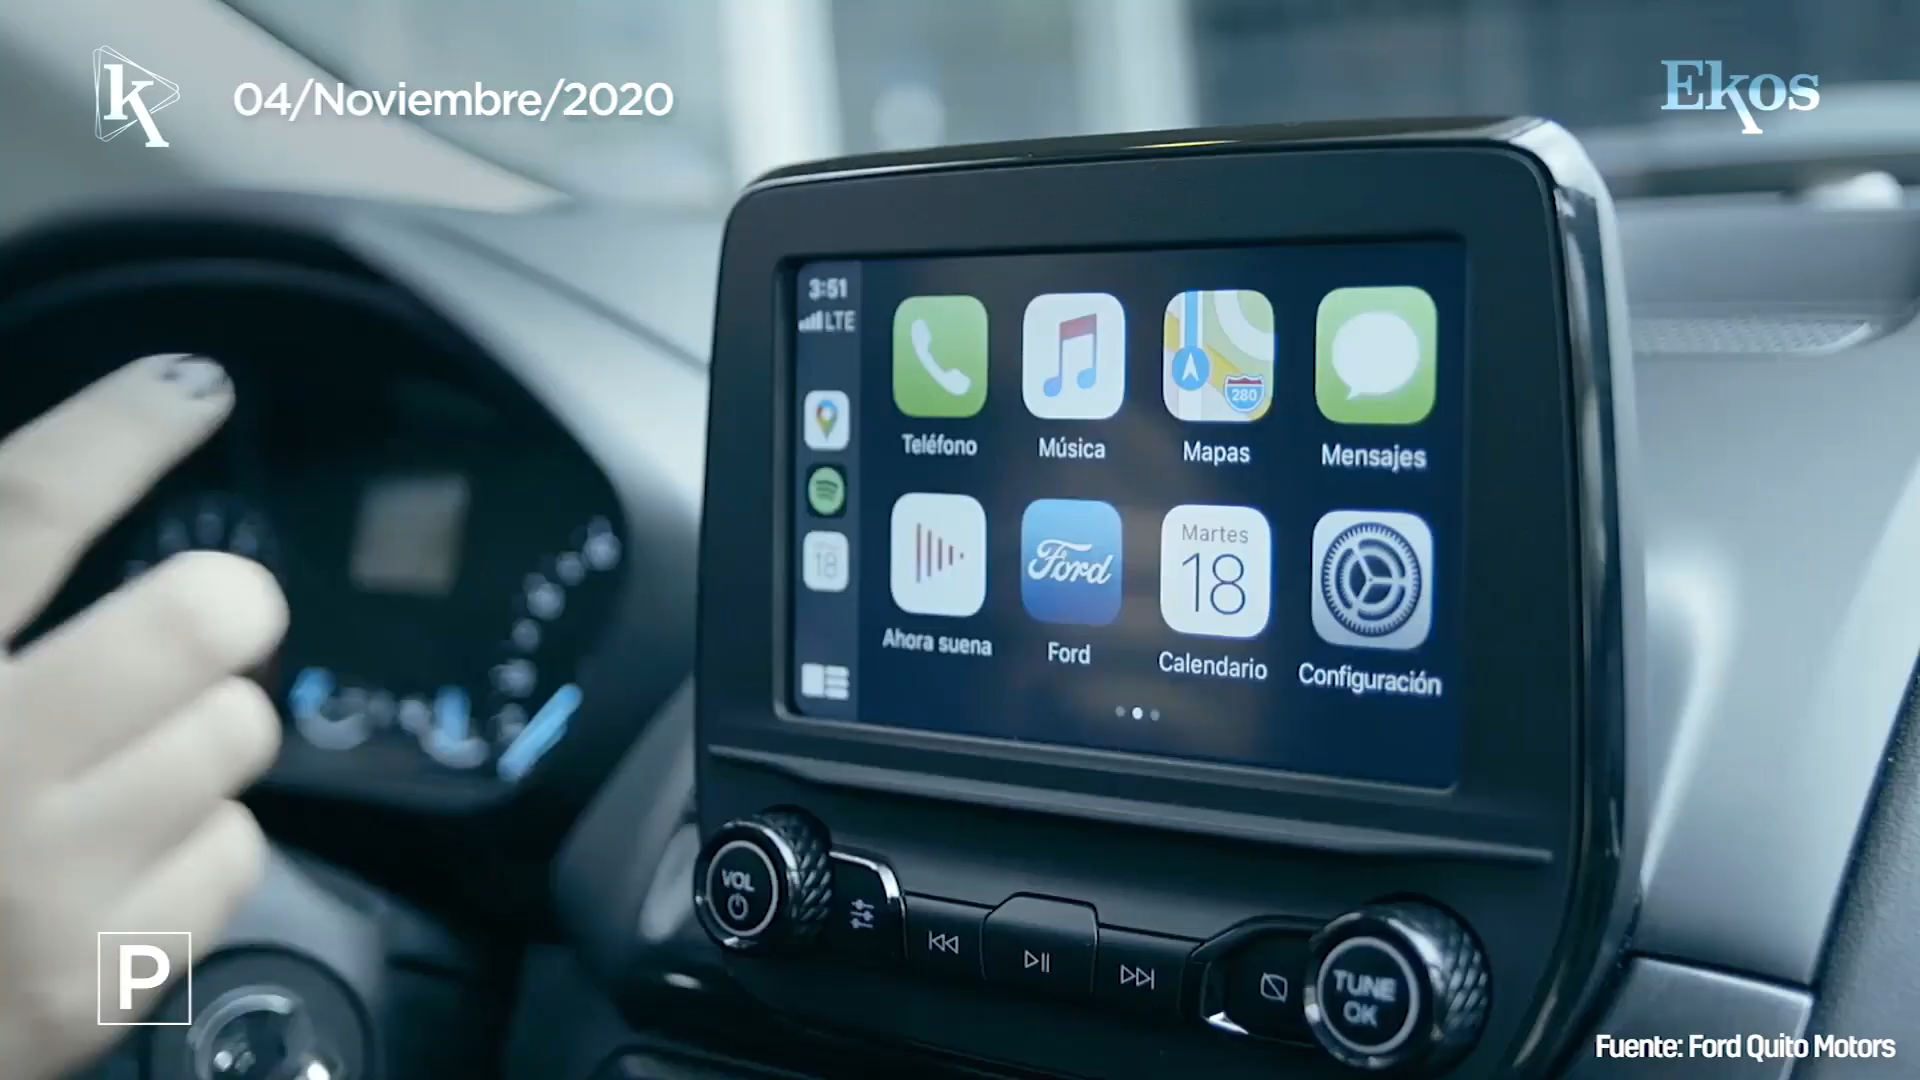 k
04/Noviembre/2020
Ekos
3:51
LTE
280
Teléfono
Música
Mapas
Mensajes
Martes
18
18
Ford
Ahora suena
Ford
Calendario
Configuración
VOL
TUNE
OK
P
Fuente: Ford Quito Motors